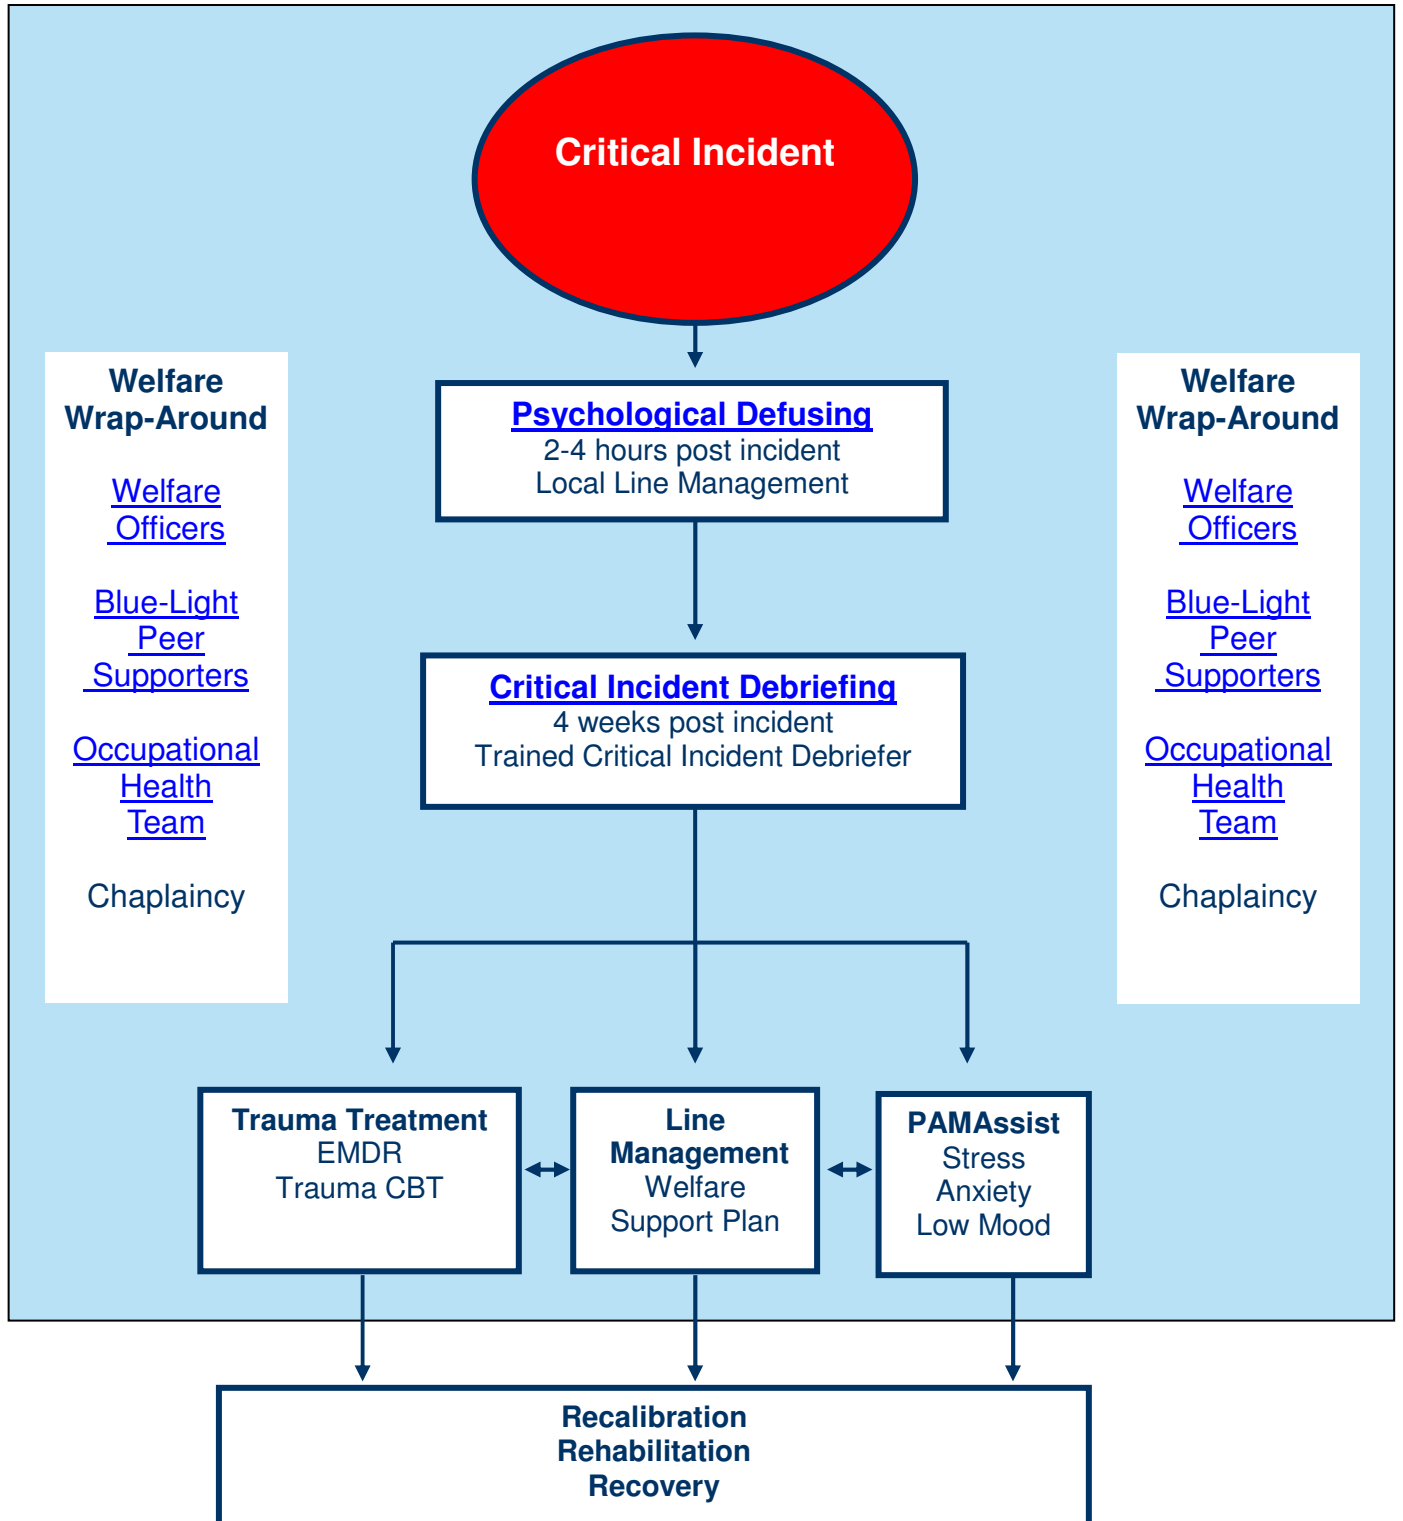 Critical Incident
Welfare
Wrap-Around
Welfare
Officers
Blue-Light
Peer
Supporters
Occupational
Health
Team
Chaplaincy
Psychological Defusing
2-4 hours post incident
Local Line Management
Critical Incident Debriefing
4 weeks post incident
Trained Critical Incident Debriefer
Welfare
Wrap-Around
Welfare
Officers
Blue-Light
Peer
Supporters
Occupational
Health
Team
Chaplaincy
Trauma Treatment
EMDR
Trauma CBT
Line
Management
Welfare
Support Plan
PAMAssist
Stress
Anxiety
Low Mood
Recalibration
Rehabilitation
Recovery